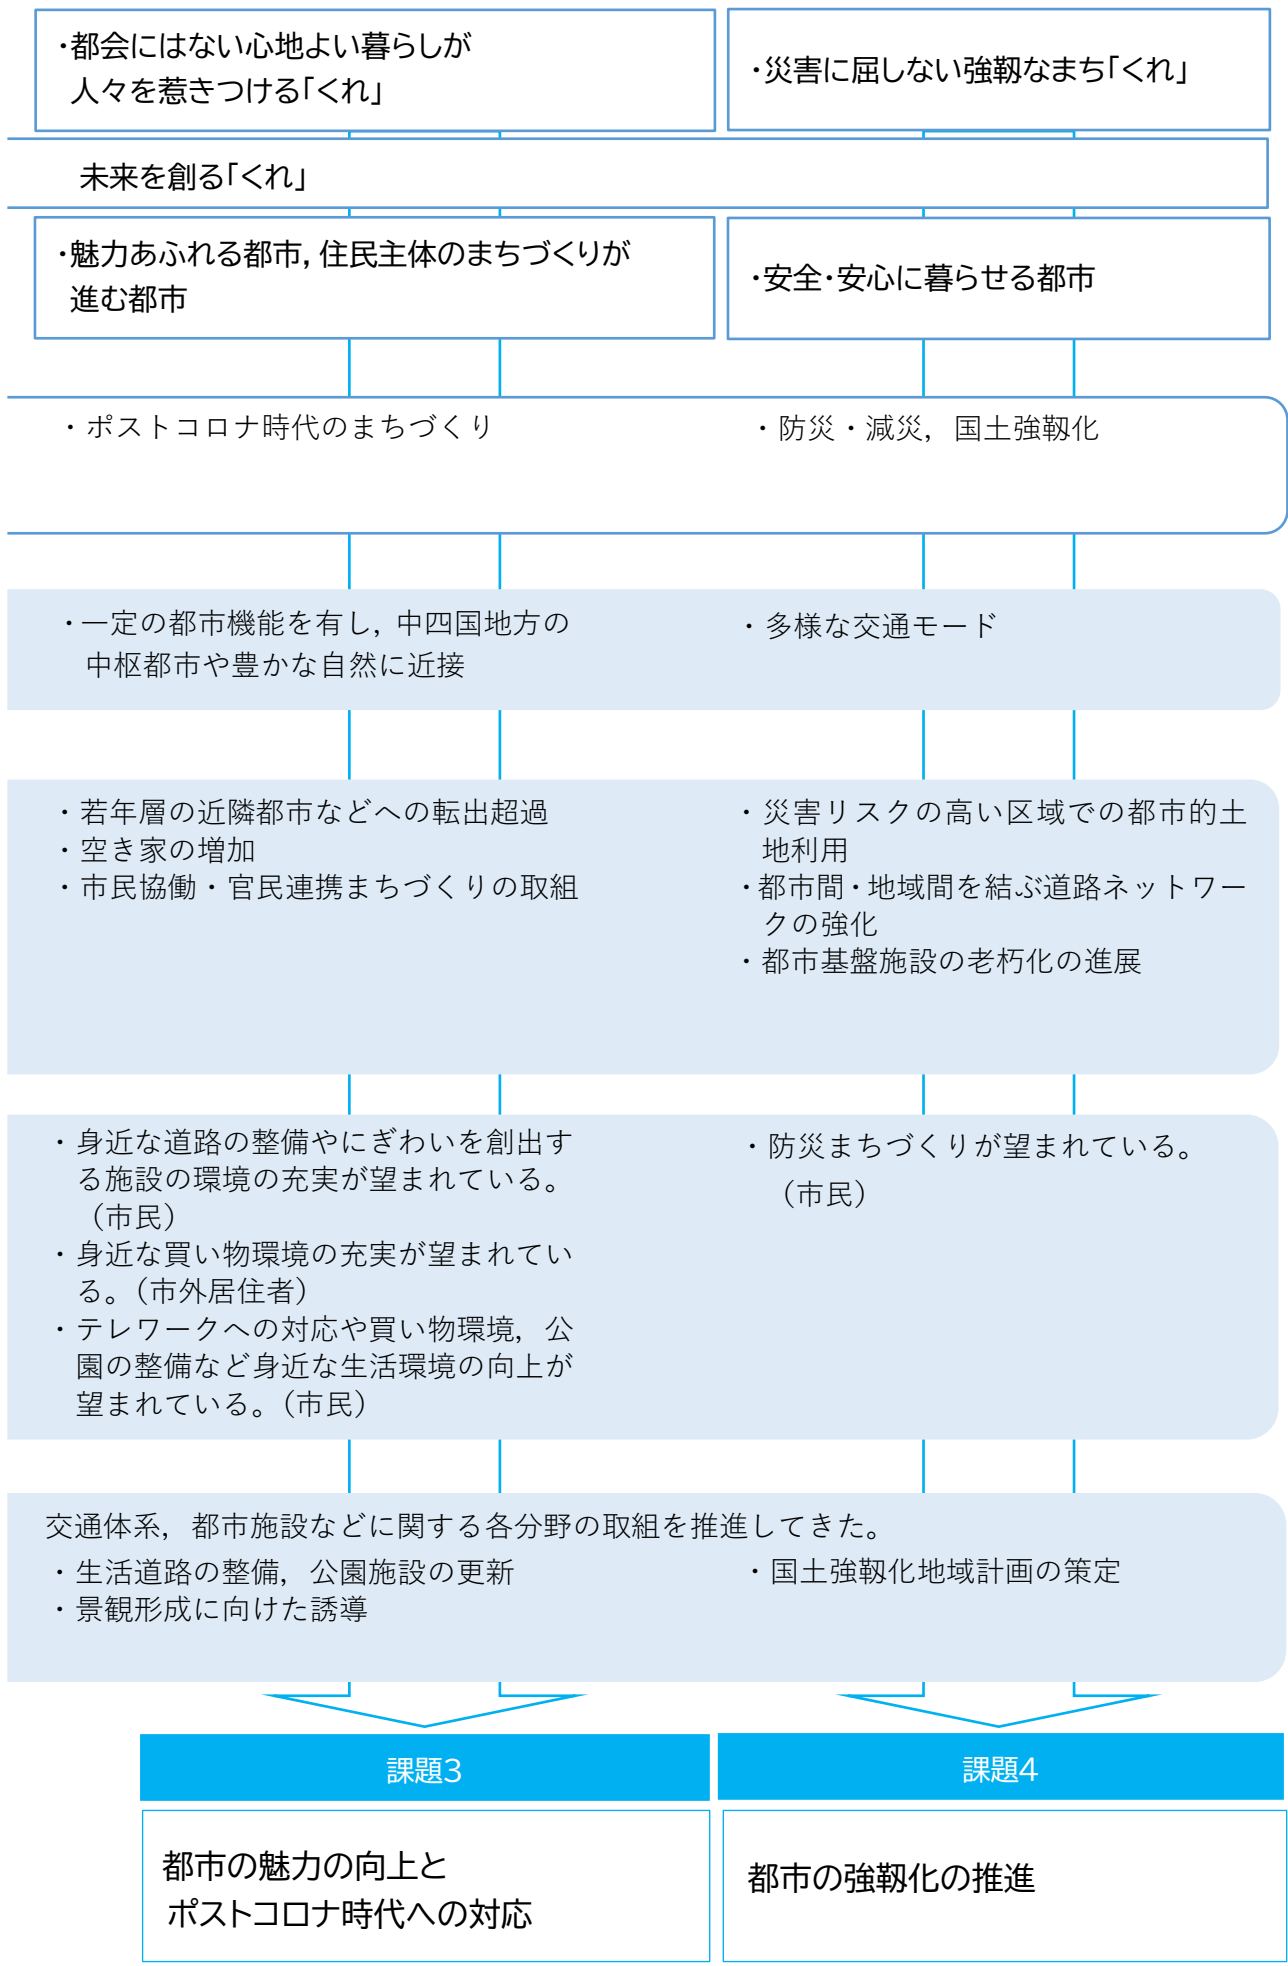 ・都会にはない心地よい暮らしが
人々を惹きつける「くれ」
・災害に屈しない強靱なまち「くれ」
未来を創る「くれ」
・魅力あふれる都市，住民主体のまちづくりが
進む都市
・安全・安心に暮らせる都市
・ポストコロナ時代のまちづくり
・防災・減災，国土強靱化
・一定の都市機能を有し，中四国地方の
中枢都市や豊かな自然に近接
・多様な交通モード
・若年層の近隣都市などへの転出超過
・空き家の増加
・市民協働・官民連携まちづくりの取組
・災害リスクの高い区域での都市的土
地利用
・都市間・地域間を結ぶ道路ネットワー
クの強化
・都市基盤施設の老朽化の進展
・身近な道路の整備やにぎわいを創出す
る施設の環境の充実が望まれている。
（市民）
・身近な買い物環境の充実が望まれてい
る。（市外居住者）
・テレワークへの対応や買い物環境，公
園の整備など身近な生活環境の向上が
望まれている。（市民）
・防災まちづくりが望まれている。
（市民）
交通体系，都市施設などに関する各分野の取組を推進してきた。
・生活道路の整備，公園施設の更新
・景観形成に向けた誘導
・国土強靱化地域計画の策定
課題3
都市の魅力の向上と
ポストコロナ時代への対応
課題4
都市の強靱化の推進